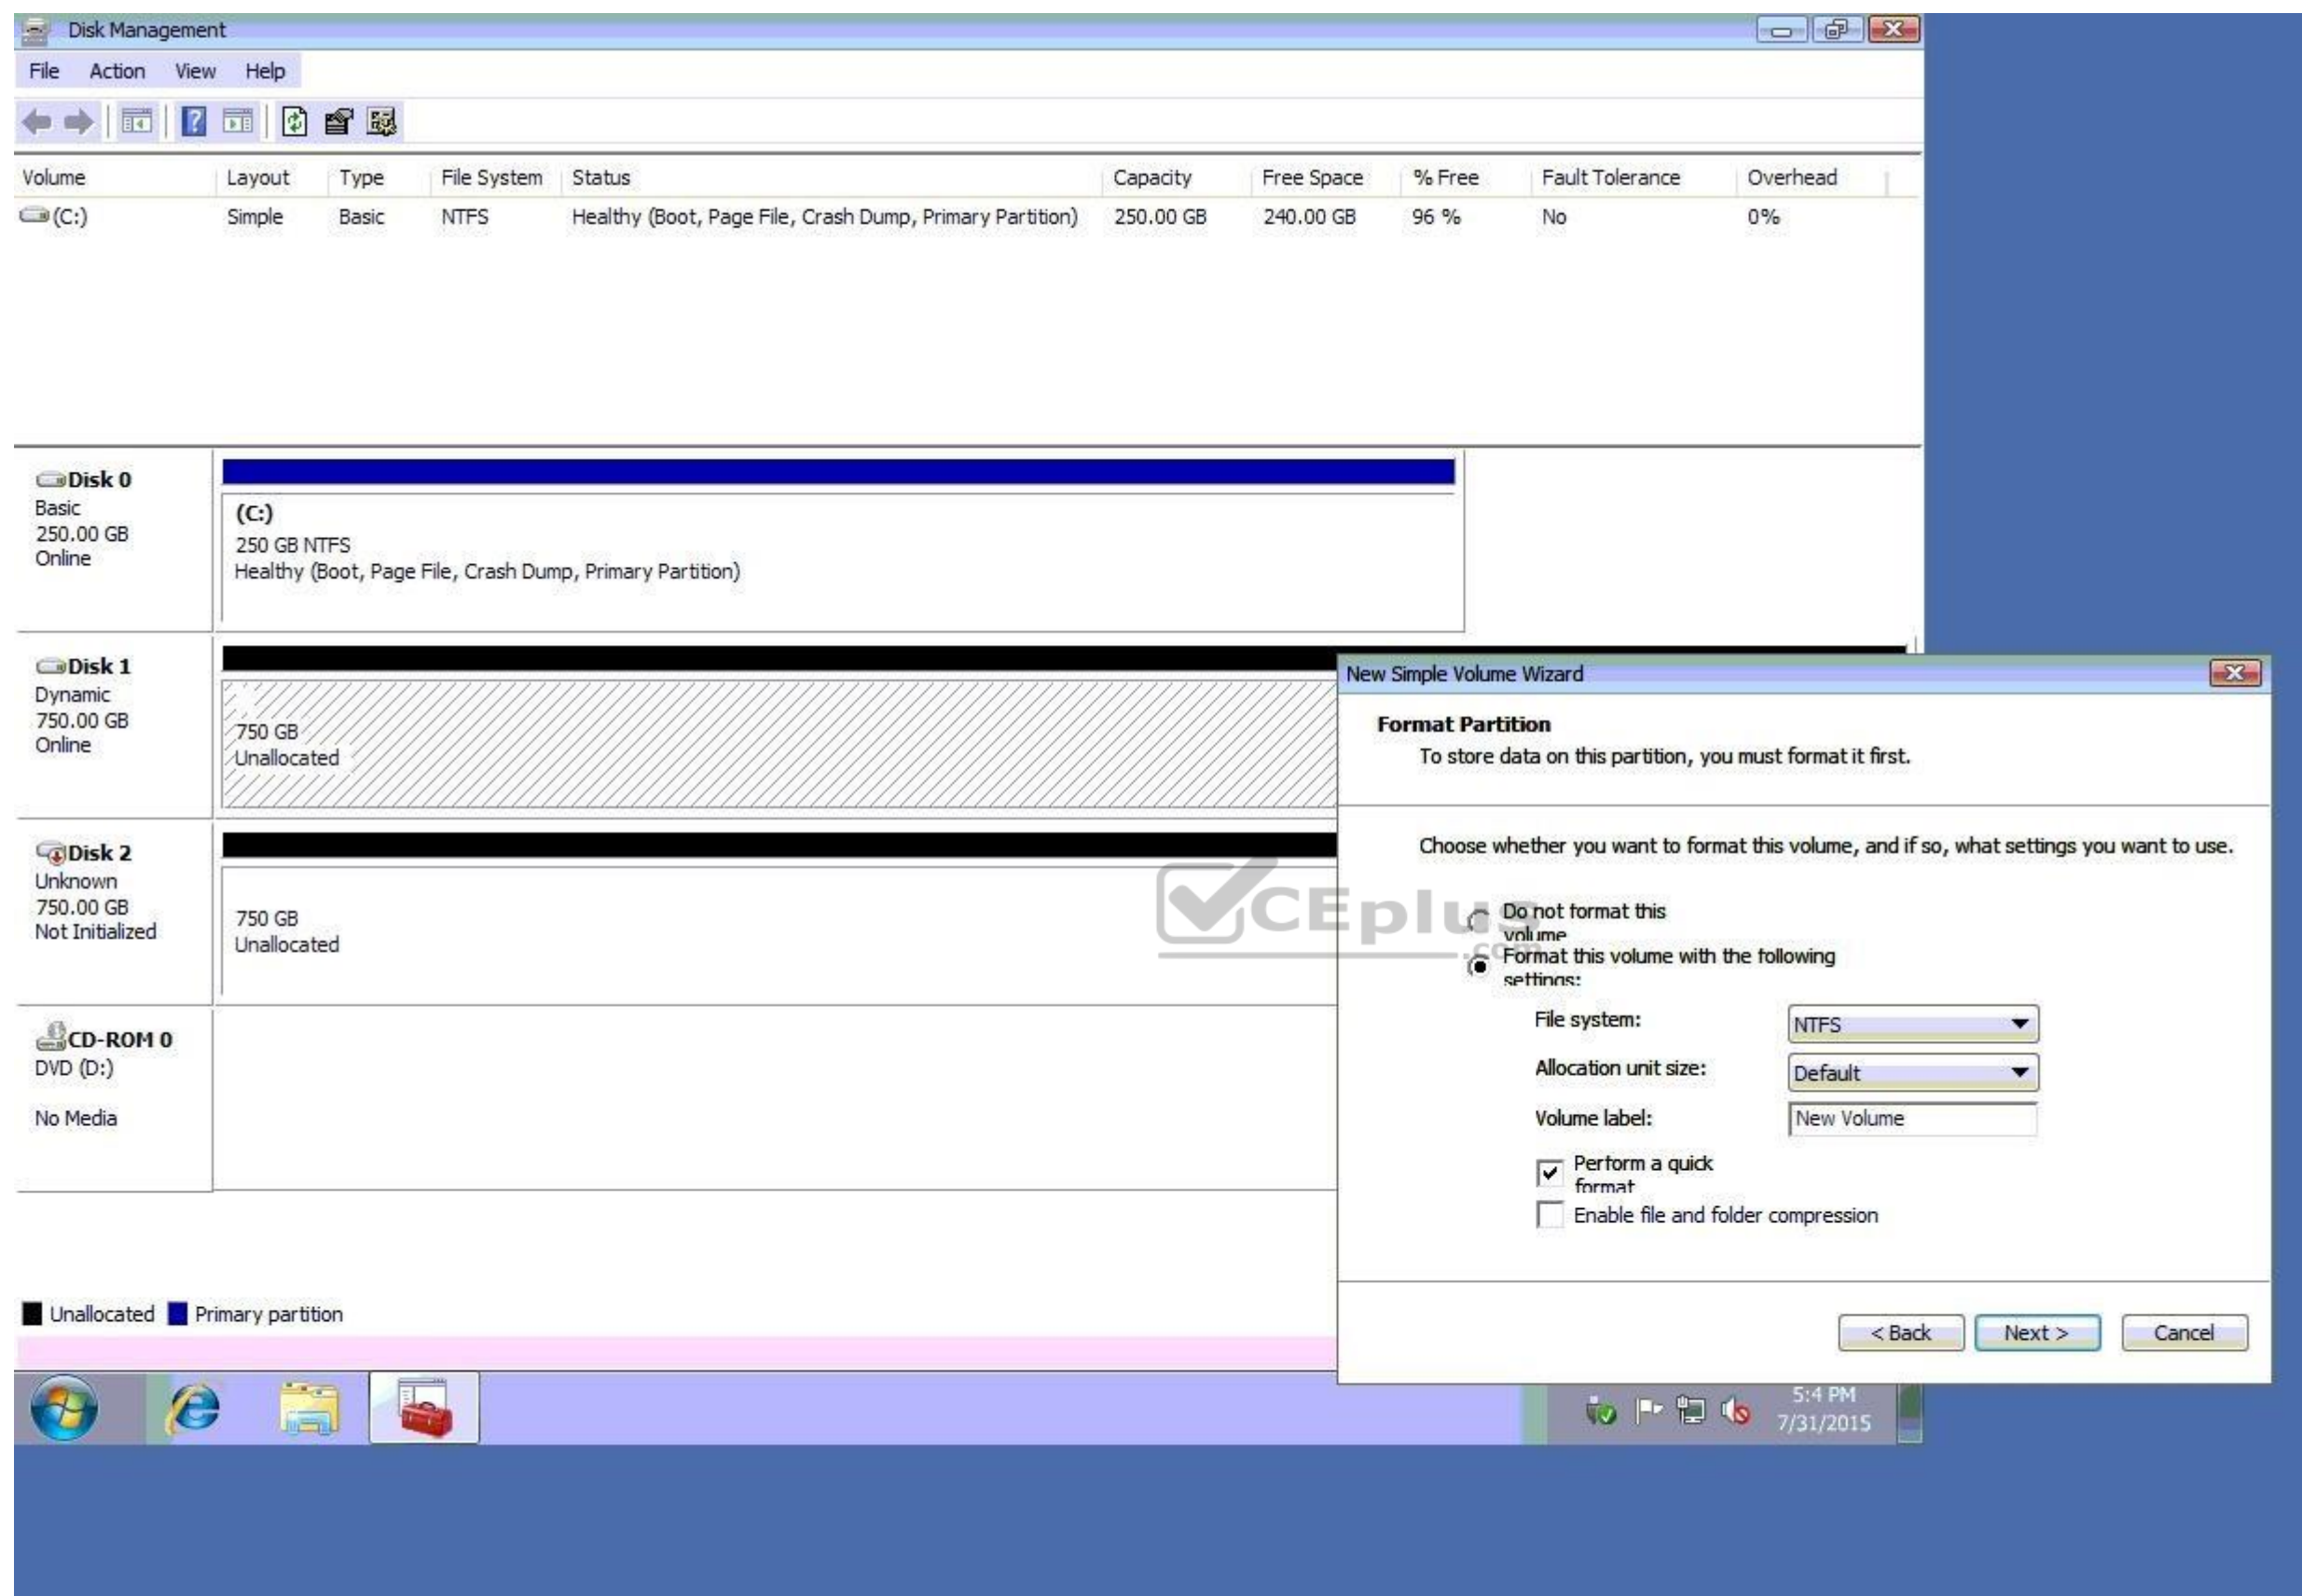 Disk Management
File Action View Help
Volume Layout Type File System Status Capacity Free Space % Free Fault Tolerance Overhead
(C:) Simple Basic NTFS Healthy (Boot, Page File, Crash Dump, Primary Partition) 250.00 GB 240.00 GB 96 % No 0%
Disk 0
Basic
250.00 GB
Online
(C:)
250 GB NTFS
Healthy (Boot, Page File, Crash Dump, Primary Partition)
Disk 1
Dynamic
750.00 GB
Online
750 GB
Unallocated
Disk 2
Unknown
750.00 GB
Not Initialized
750 GB
Unallocated
CD-ROM 0
DVD (D:)
No Media
Unallocated Primary partition
New Simple Volume Wizard
Format Partition
To store data on this partition, you must format it first.
Choose whether you want to format this volume, and if so, what settings you want to use.
Do not format this
volume
Format this volume with the following
settings:
File system: NTFS
Allocation unit size: Default
Volume label: New Volume
Perform a quick
format
Enable file and folder compression
< Back Next > Cancel
CEplus
.com
5:4 PM
7/31/2015